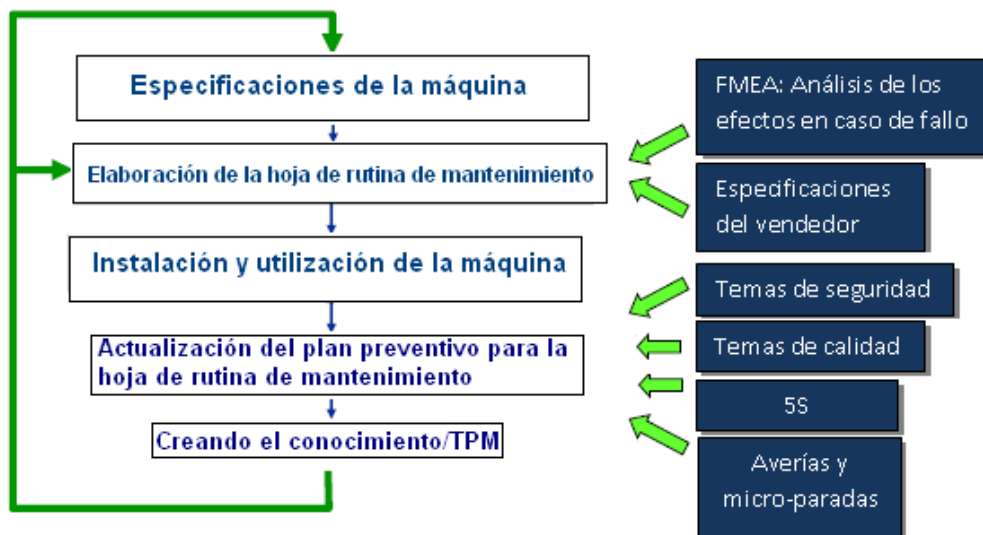 Especificaciones de la máquina
Elaboración de la hoja de rutina de mantenimiento
Instalación y utilización de la máquina
Actualización del plan preventivo para la
hoja de rutina de mantenimiento
Creando el conocimiento/TPM
FMEA: Análisis de los
efectos en caso de fallo
Especificaciones
del vendedor
Temas de seguridad
Temas de calidad
5S
Averías y
micro-paradas